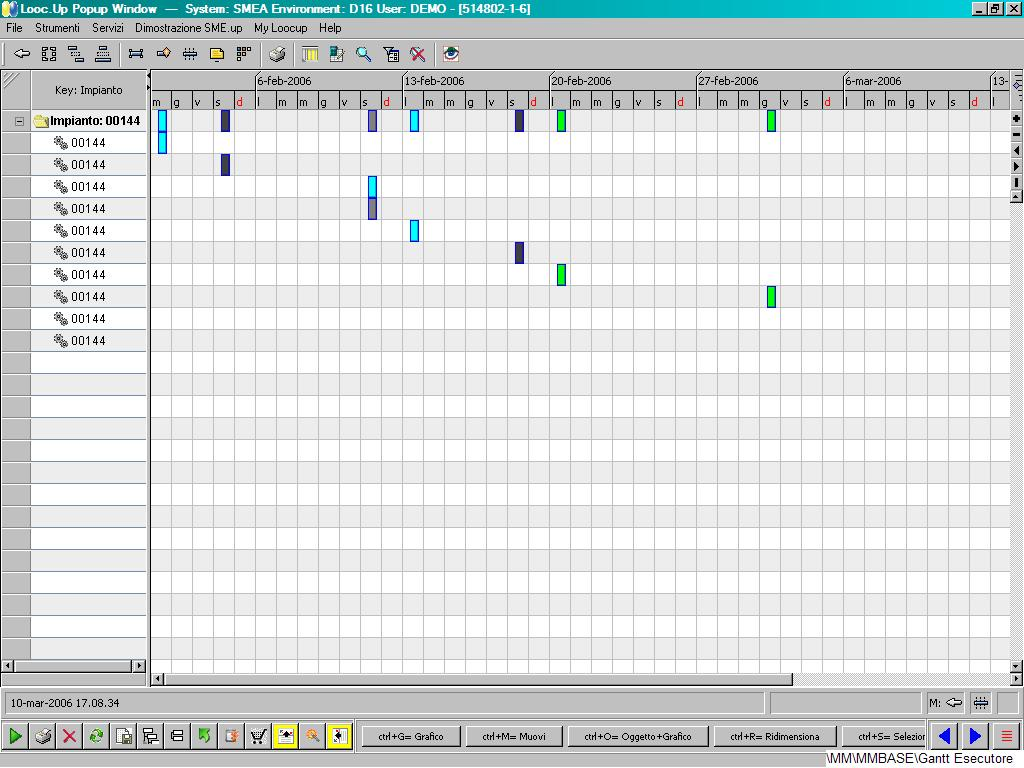 Looc.Up Popup Window — System: SMEA Environment: D16 User: DEMO - [514802-1-6]
File Strumenti Servizi Dimostrazione SME.up My Loocup Help
Key: Impianto
6-feb-2006 13-feb-2006 20-feb-2006 27-feb-2006 6-mar-2006 13-
m g v s d l m m g v s d l m m g v s d l m m g v s d l m m g v s d l m m g v s d l
Impianto: 00144
00144
00144
00144
00144
00144
00144
00144
00144
00144
00144
10-mar-2006 17.08.34
M:
ctrl+G= Grafico ctrl+M= Muovi ctrl+O= Oggetto+Grafico ctrl+R= Ridimensiona ctrl+S= Selezior
\MM\MMBASE\Gantt Esecutore